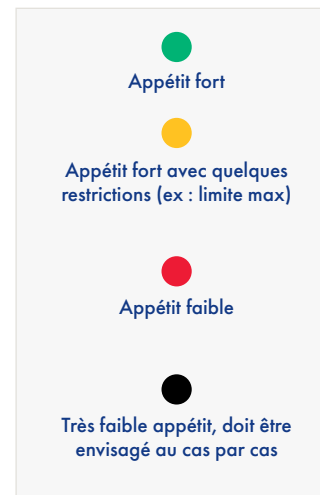 Appétit fort
Appétit fort avec quelques
restrictions (ex : limite max)
Appétit faible
Très faible appétit, doit être
envisagé au cas par cas